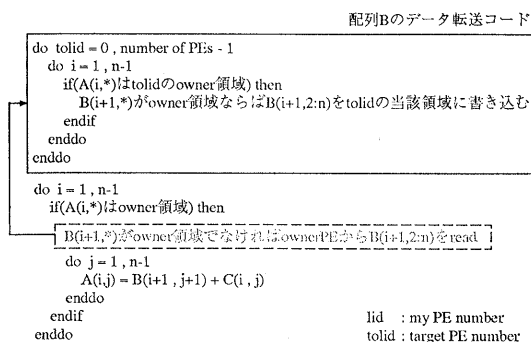 配列Bのデータ転送コード
do tolid = 0 , number of PEs - 1
do i = 1 , n-1
if(A(i,*)はtolidのowner領域) then
B(i+1,*)がowner領域ならばB(i+1,2:n)をtolidの当該領域に書き込む
endif
enddo
enddo
do i = 1 , n-1
if(A(i,*)はowner領域) then
B(i+1,*)がowner領域でなければownerPEからB(i+1,2:n)をread
do j = 1 , n-1
A(i,j) = B(i+1 , j+1) + C(i , j)
enddo
endif
enddo
lid : my PE number
tolid : target PE number